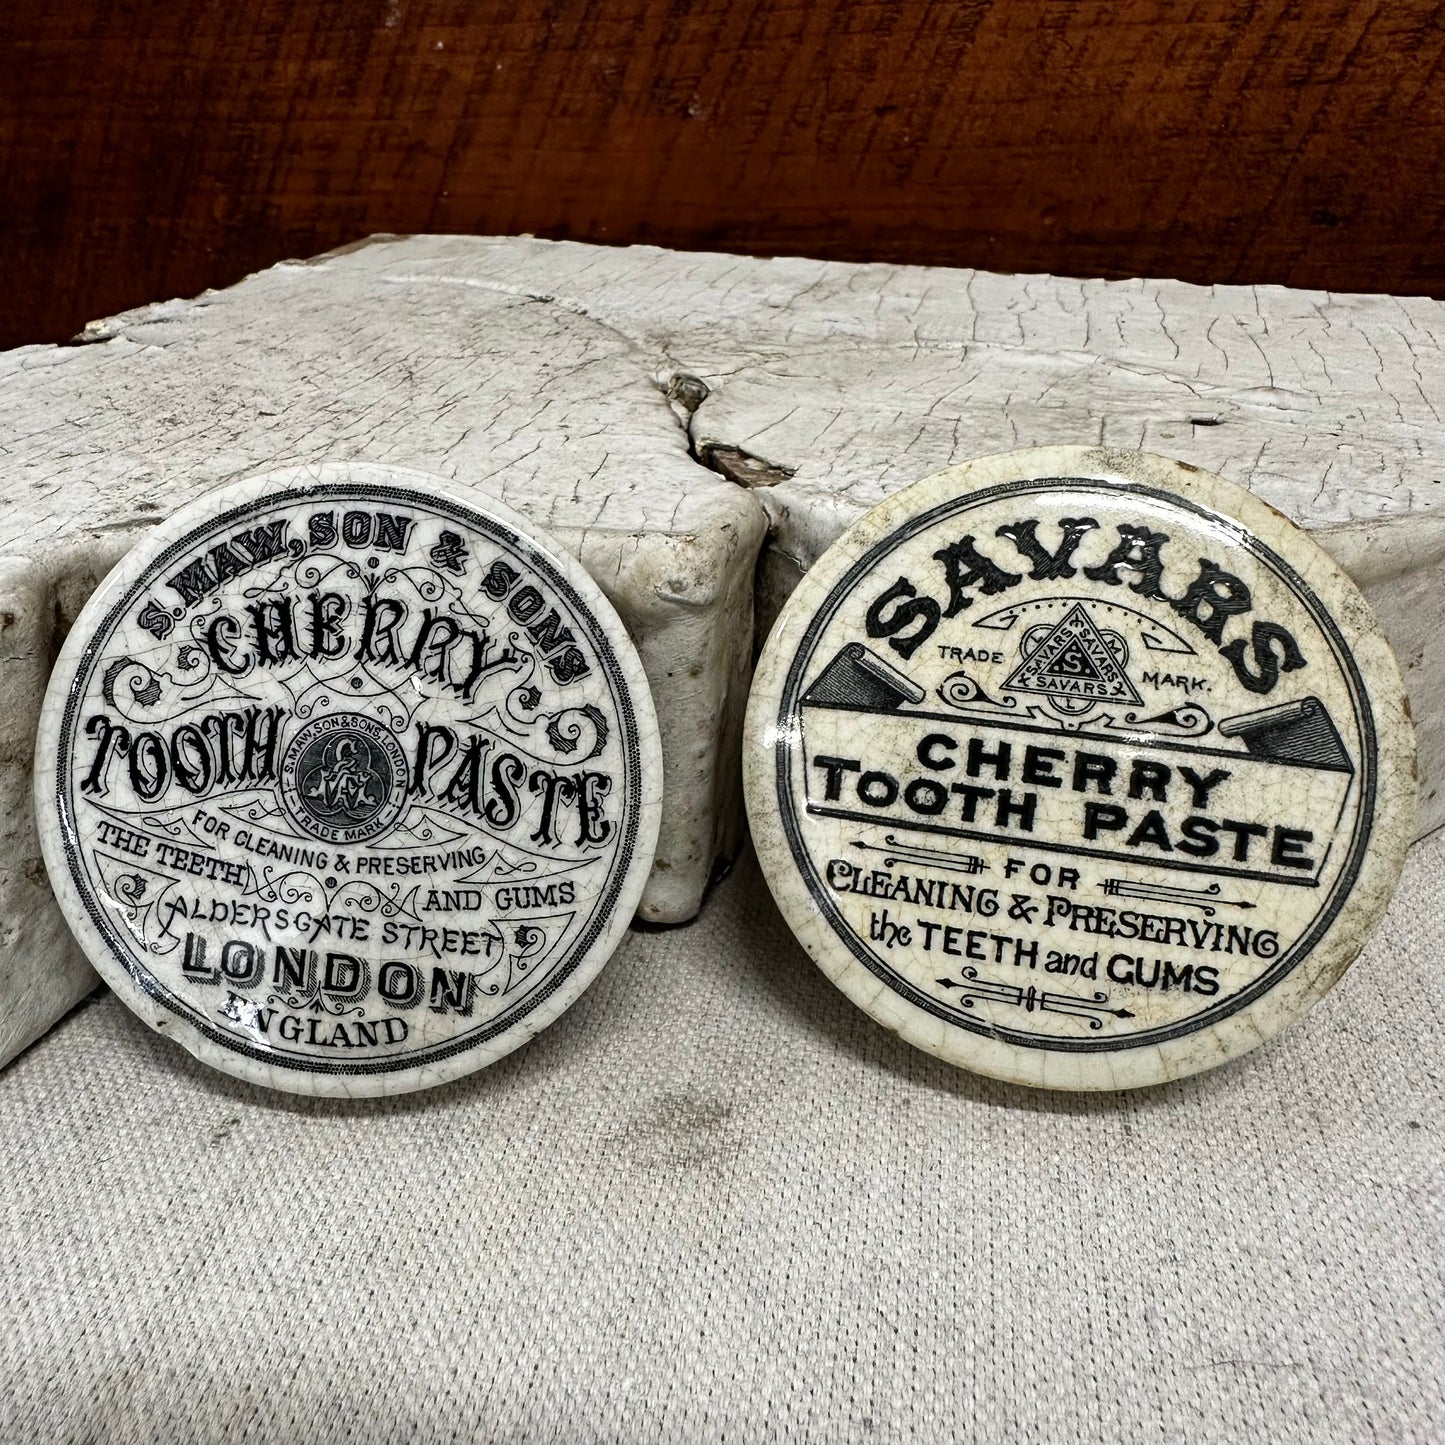 S. MAW, SON & SONS
CHERRY
TOOTH PASTE
S. MAW, SON & SONS, LONDON
TRADE MARK
FOR CLEANING & PRESERVING
THE TEETH AND GUMS
ALDERSGATE STREET
LONDON
ENGLAND
SAVARS
TRADE MARK.
SAVARS
SAVARS
S
SAVARS
CHERRY
TOOTH PASTE
FOR
CLEANING & PRESERVING
the TEETH and GUMS